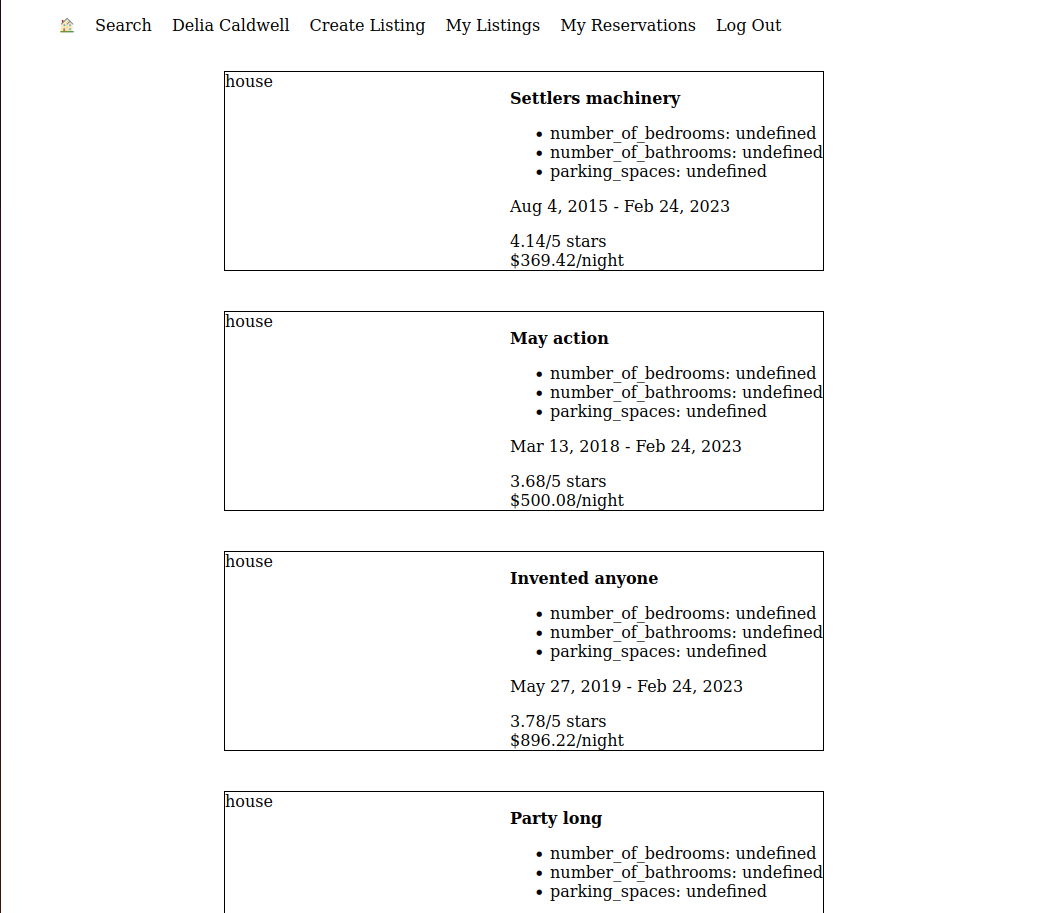 Search Delia Caldwell Create Listing My Listings My Reservations Log Out
house
Settlers machinery
number_of_bedrooms: undefined
number_of_bathrooms: undefined
parking_spaces: undefined
Aug 4, 2015 - Feb 24, 2023
4.14/5 stars
$369.42/night
house
May action
number_of_bedrooms: undefined
number_of_bathrooms: undefined
parking_spaces: undefined
Mar 13, 2018 - Feb 24, 2023
3.68/5 stars
$500.08/night
house
Invented anyone
number_of_bedrooms: undefined
number_of_bathrooms: undefined
parking_spaces: undefined
May 27, 2019 - Feb 24, 2023
3.78/5 stars
$896.22/night
house
Party long
number_of_bedrooms: undefined
number_of_bathrooms: undefined
parking_spaces: undefined